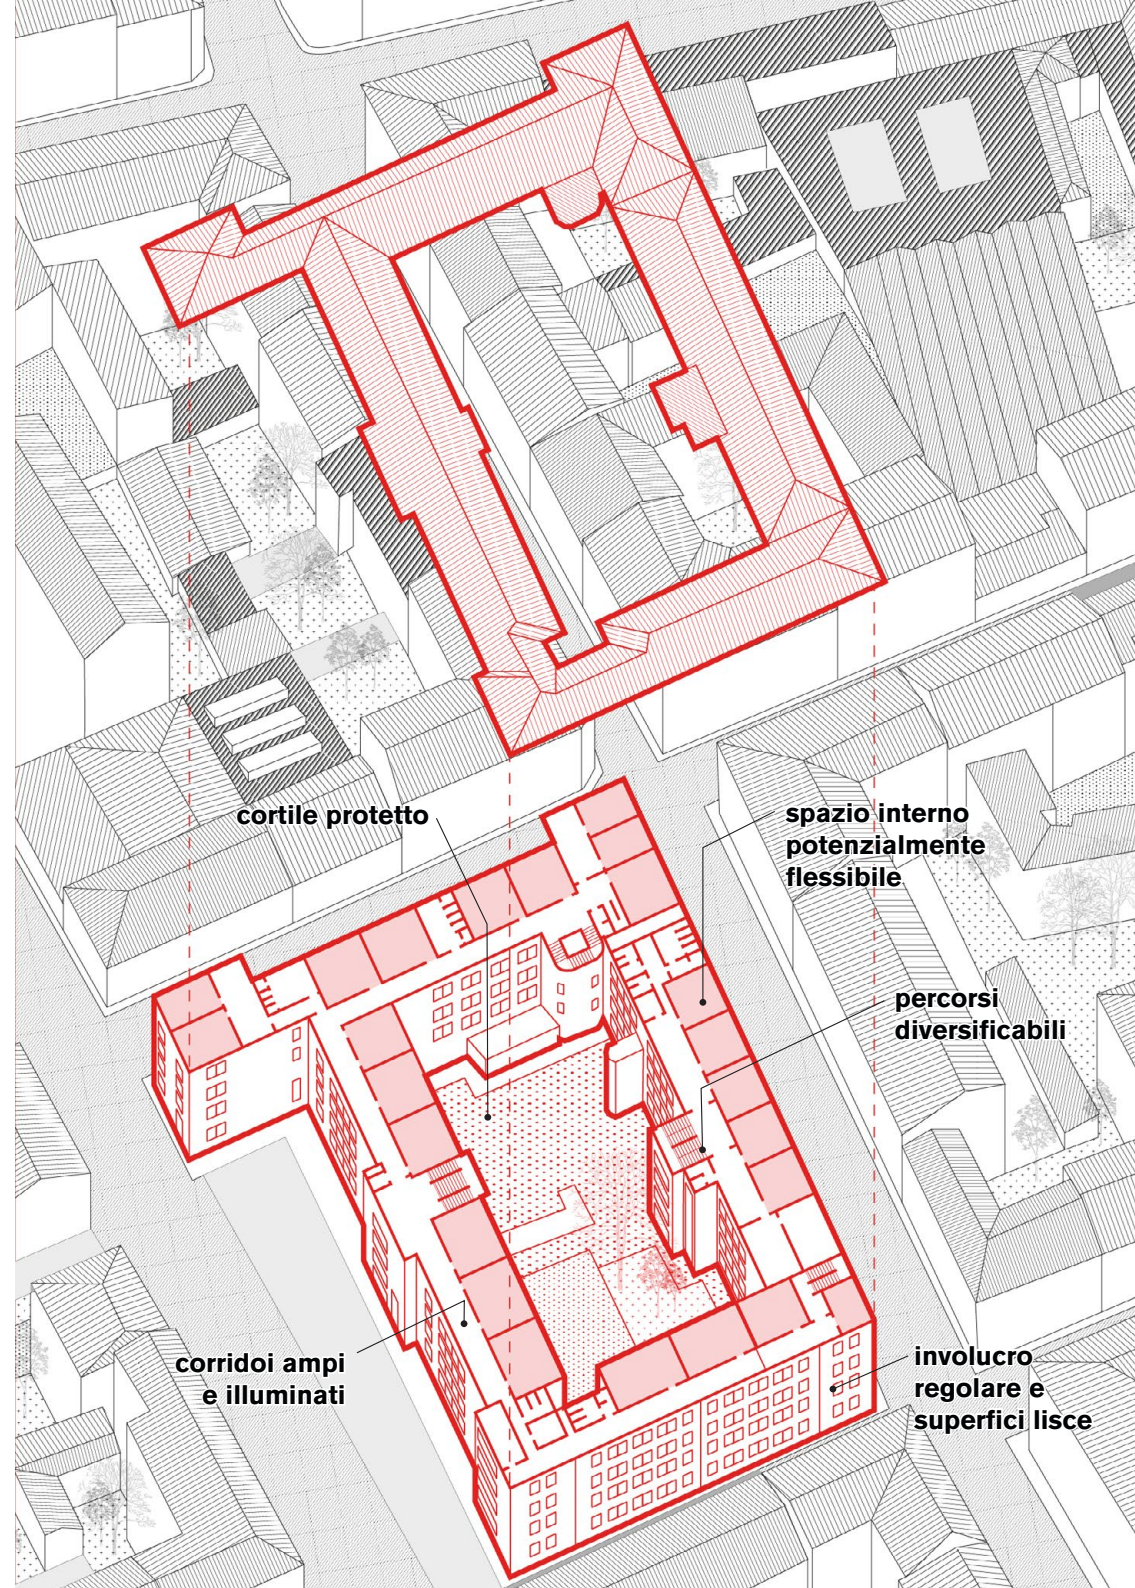 cortile protetto
spazio interno
potenzialmente
flessibile
percorsi
diversificabili
corridoi ampi
e illuminati
involucro
regolare e
superfici lisce